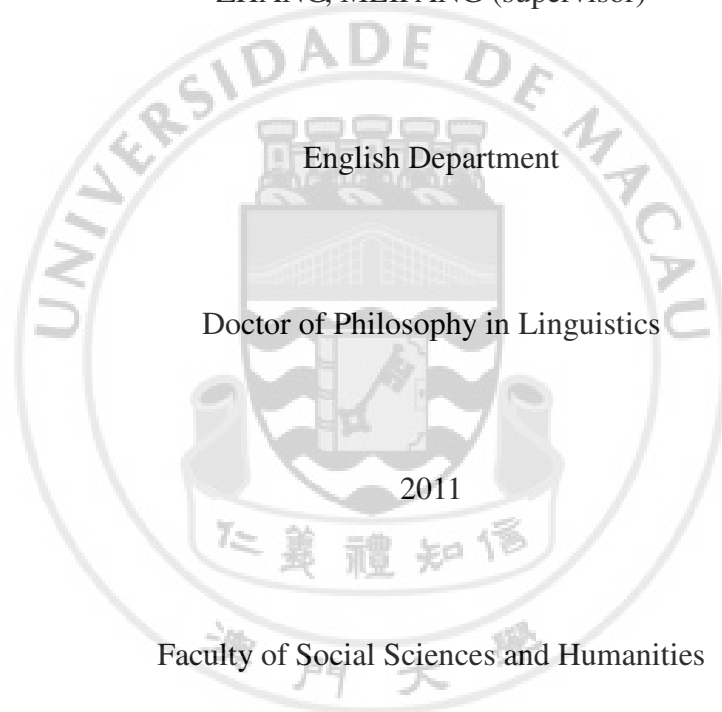 ZHANG, MEIFANG (supervisor)
UNIVERSIDADE DE MACAU
English Department
Doctor of Philosophy in Linguistics
2011
仁義禮知信
Faculty of Social Sciences and Humanities
澳門大學